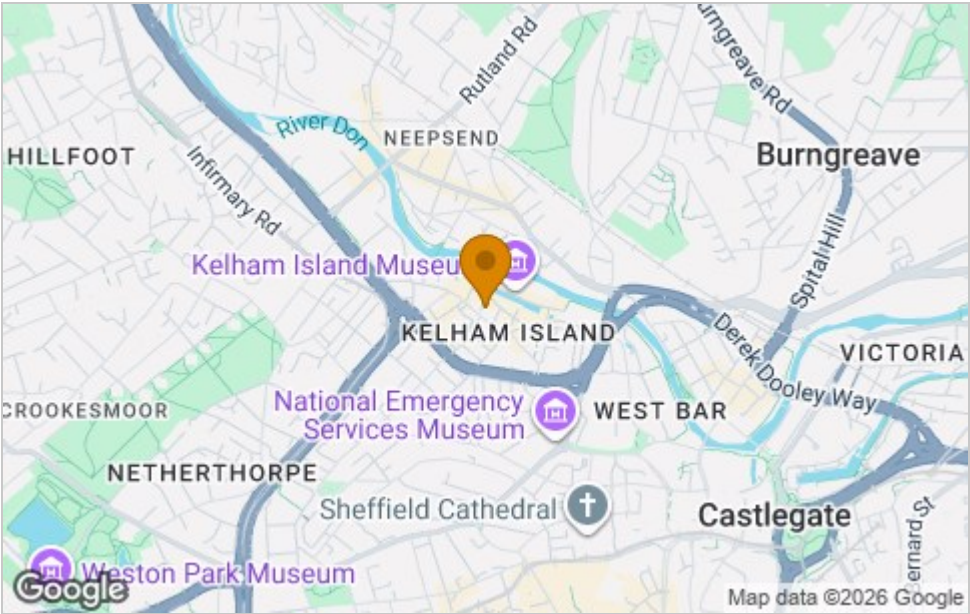 Rutland Rd
Burngreave Rd
River Don
NEEPSEND
HILLFOOT
Infirmary Rd
Burngreave
Spital Hill
Kelham Island Museu
KELHAM ISLAND
Derek Dooley Way
VICTORIA
CROOKESMOOR
National Emergency
Services Museum
WEST BAR
NETHERTHORPE
Sheffield Cathedral
Castlegate
ernard St
Weston Park Museum
Google
Map data ©2026 Google